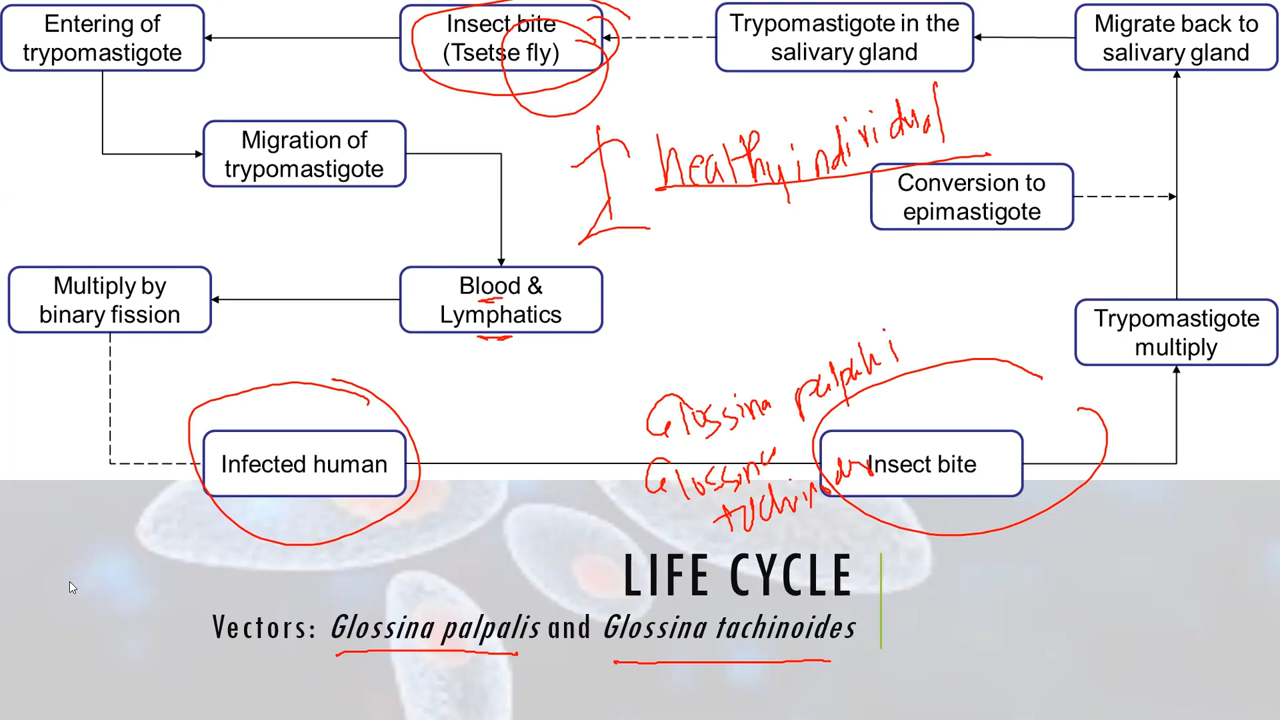 Entering of
trypomastigote
Insect bite
(Tsetse fly)
Trypomastigote in the
salivary gland
Migrate back to
salivary gland
Migration of
trypomastigote
healthy individual
Conversion to
epimastigote
Multiply by
binary fission
Blood &
Lymphatics
Trypomastigote
multiply
Glossina palpali
Infected human
Glossina
Insect bite
LIFE CYCLE
Vectors: Glossina palpalis and Glossina tachinoides